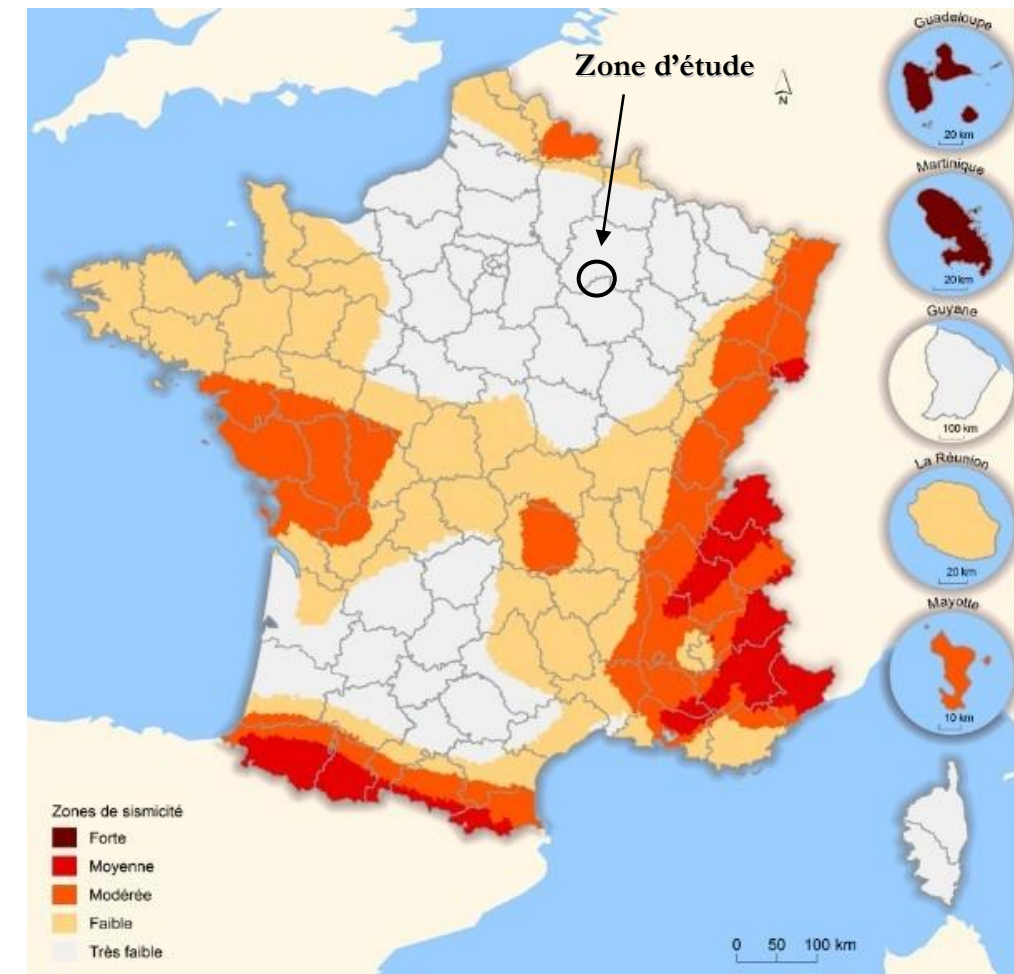 Zone d'étude
N
Guadeloupe
20 km
Martinique
20 km
Guyane
100 km
La Réunion
20 km
Mayotte
10 km
Zones de sismicité
Forte
Moyenne
Modérée
Faible
Très faible
0 50 100 km